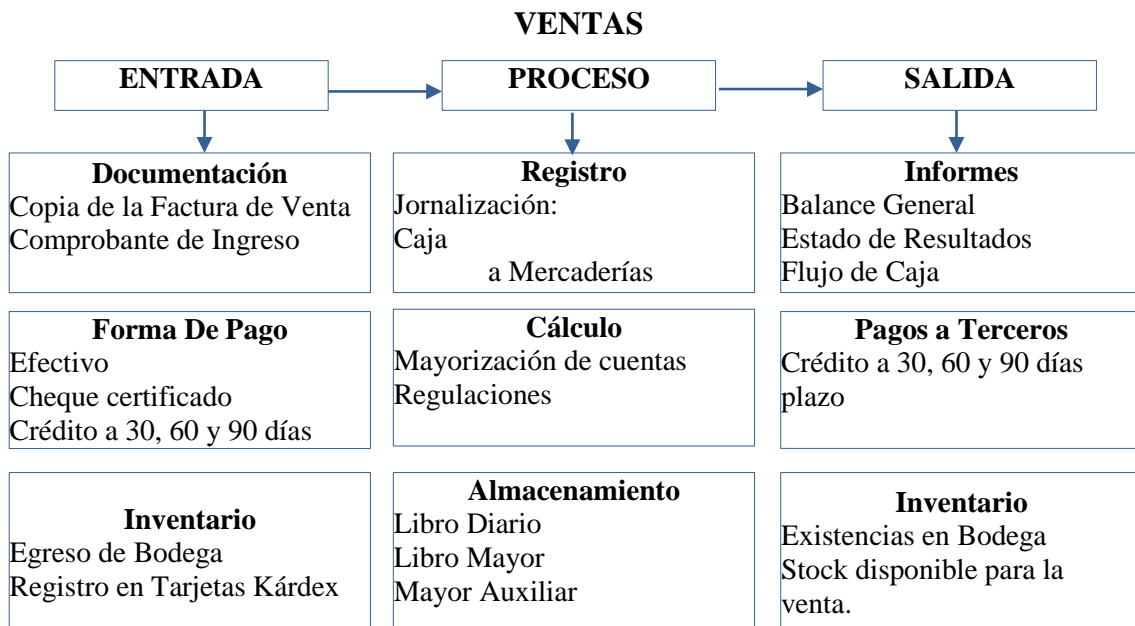 VENTAS
ENTRADA
PROCESO
SALIDA
Documentación
Copia de la Factura de Venta
Comprobante de Ingreso
Registro
Jornalización:
Caja
a Mercaderías
Informes
Balance General
Estado de Resultados
Flujo de Caja
Forma De Pago
Efectivo
Cheque certificado
Crédito a 30, 60 y 90 días
Cálculo
Mayorización de cuentas
Regulaciones
Pagos a Terceros
Crédito a 30, 60 y 90 días
plazo
Inventario
Egreso de Bodega
Registro en Tarjetas Kárdex
Almacenamiento
Libro Diario
Libro Mayor
Mayor Auxiliar
Inventario
Existencias en Bodega
Stock disponible para la
venta.